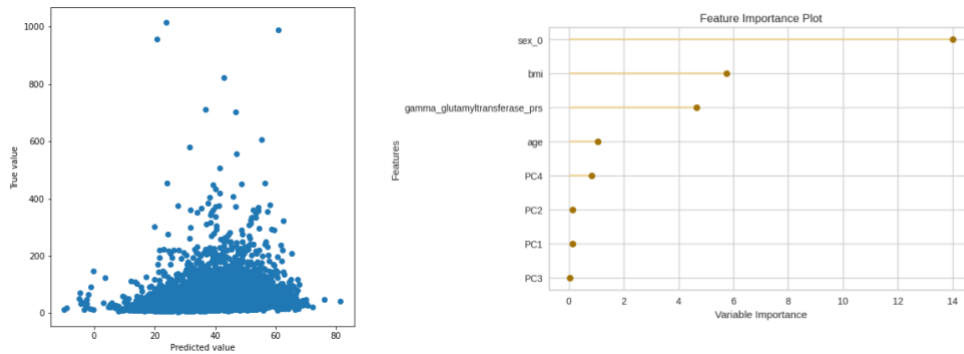 True value
1000
800
600
400
200
0
0
20
40
60
80
Predicted value
Feature Importance Plot
Features
sex_0
bmi
gamma_glutamyltransferase_prs
age
PC4
PC2
PC1
PC3
0
2
4
6
8
10
12
14
Variable Importance